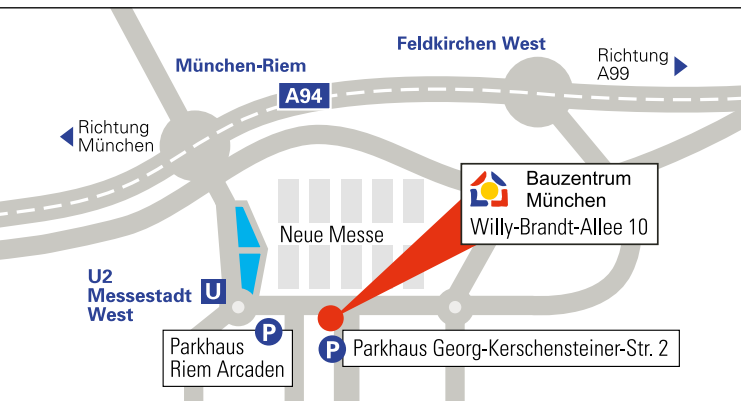 Feldkirchen West
München-Riem
Richtung
A99
A94
Richtung
München
Bauzentrum
München
Willy-Brandt-Allee 10
Neue Messe
U2
Messestadt
West
U
P
Parkhaus
Riem Arcaden
P
Parkhaus Georg-Kerschensteiner-Str. 2